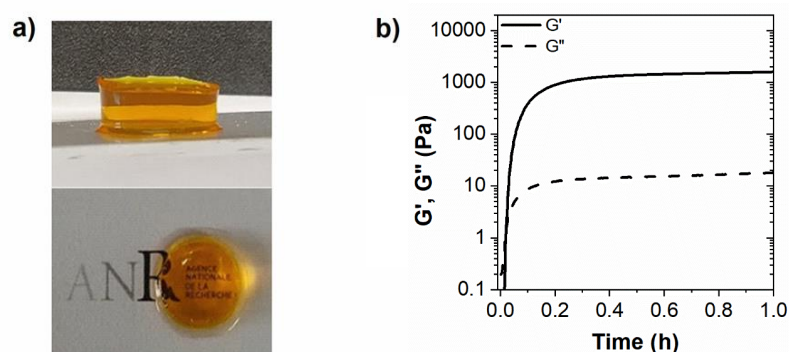 a)
ANR
AGENCE
NATIONALE
DE LA
RECHERCHE
b)
G'
G"
10000
1000
100
10
1
0.1
G', G" (Pa)
0.0 0.2 0.4 0.6 0.8 1.0
Time (h)